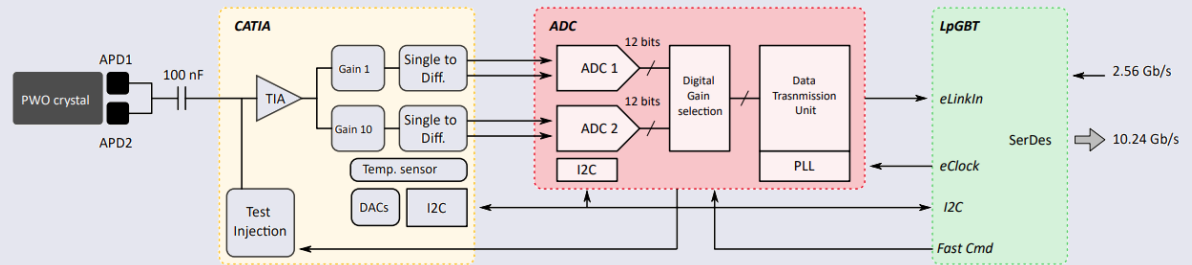 CATIA
ADC
LpGBT
APD1
100 nF
PWO crystal
APD2
TIA
Gain 1
Single to
Diff.
Gain 10
Single to
Diff.
Temp. sensor
DACs
I2C
Test
Injection
12 bits
ADC 1
12 bits
ADC 2
I2C
Digital
Gain
selection
Data
Trasnmission
Unit
PLL
2.56 Gb/s
eLinkIn
SerDes
10.24 Gb/s
eClock
I2C
Fast Cmd